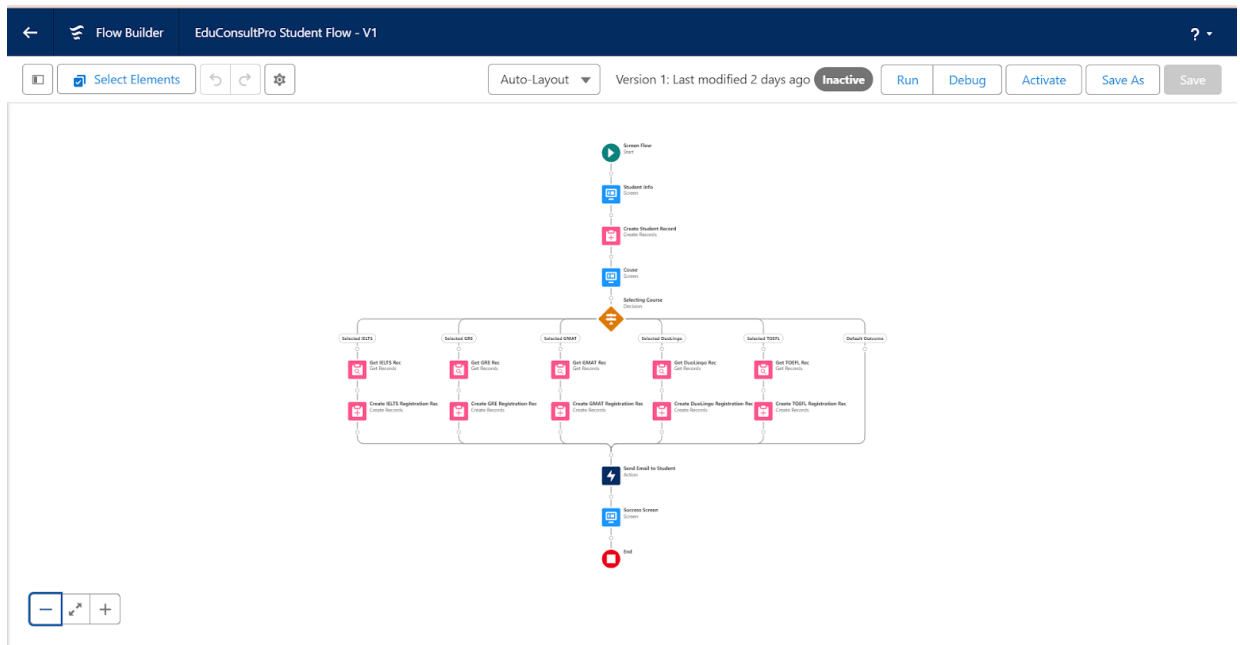 Flow Builder
EduConsultPro Student Flow - V1
?
Select Elements
Auto-Layout
Version 1: Last modified 2 days ago
Inactive
Run
Debug
Activate
Save As
Save
Screen Flow
Start
Student Info
Screen
Create Student Record
Create Records
Couse
Screen
Selecting Course
Decision
Selected IELTS
Selected GRE
Selected GMAT
Selected DuoLingo
Selected TOEFL
Default Outcome
Get IELTS Rec
Get Records
Get GRE Rec
Get Records
Get GMAT Rec
Get Records
Get DuoLingo Rec
Get Records
Get TOEFL Rec
Get Records
Create IELTS Registration Rec
Create Records
Create GRE Registration Rec
Create Records
Create GMAT Registration Rec
Create Records
Create DuoLingo Registration Rec
Create Records
Create TOEFL Registration Rec
Create Records
Send Email to Student
Action
Success Screen
Screen
End